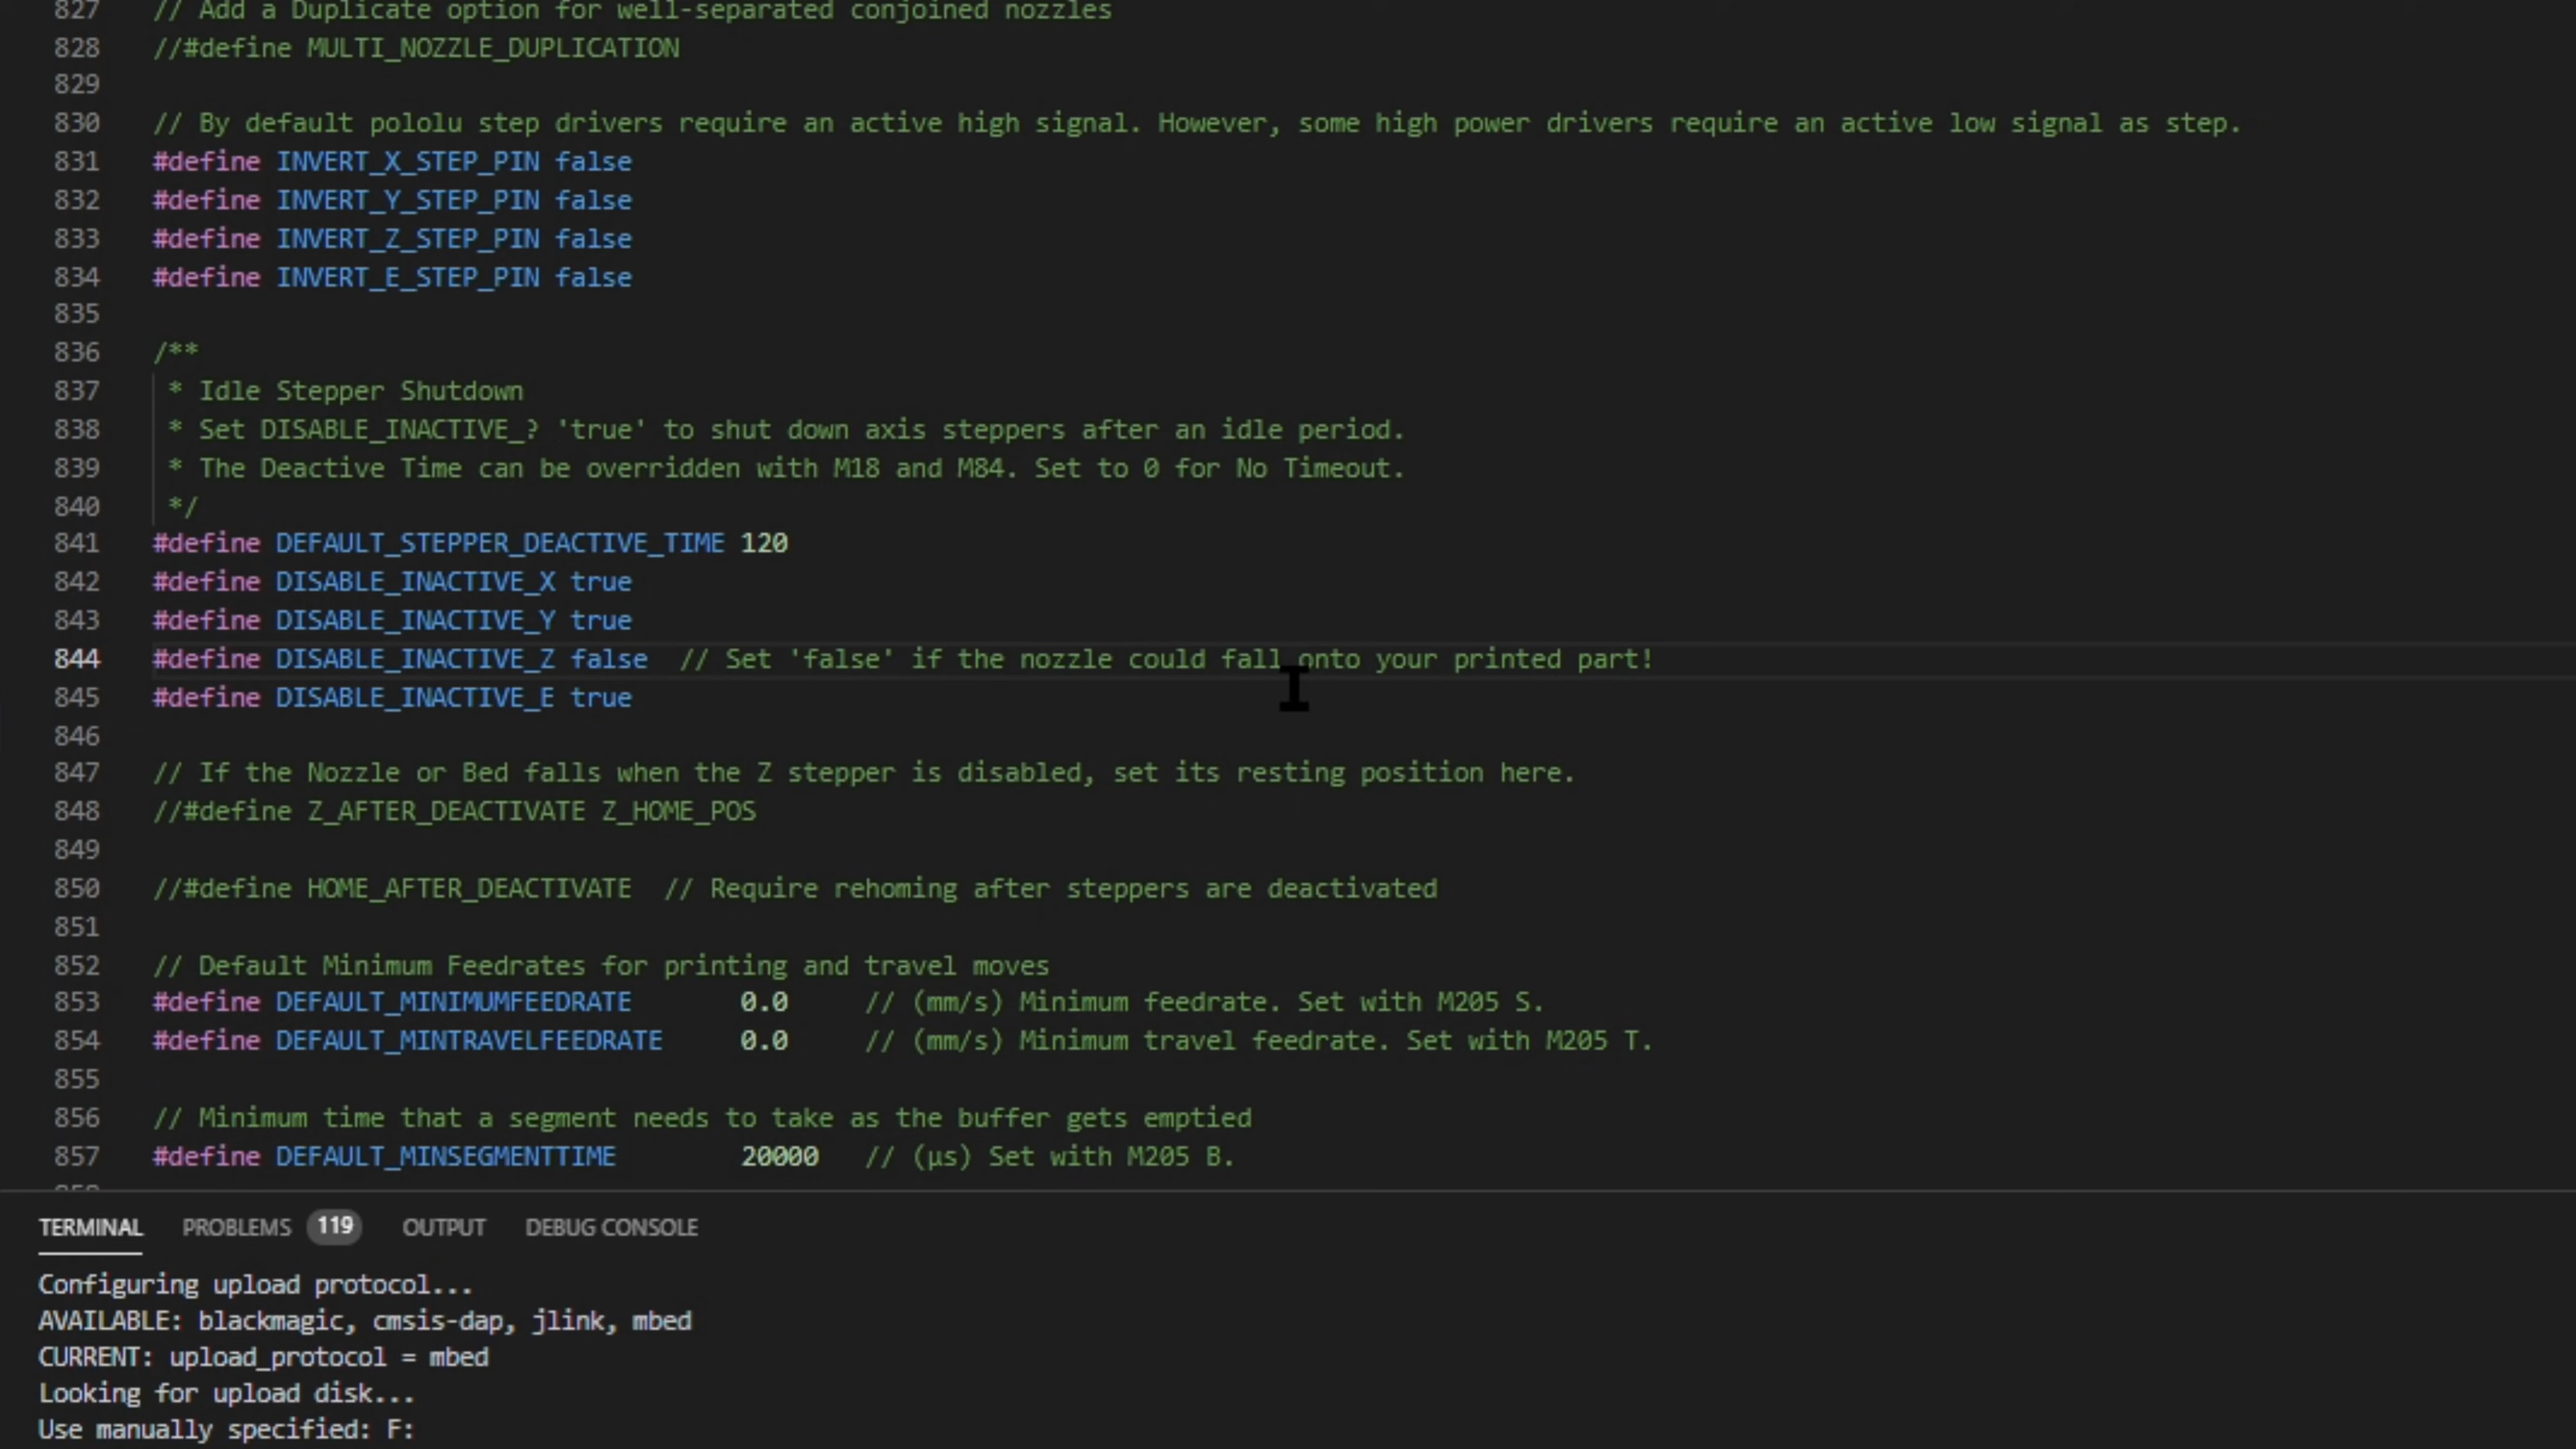 827 // Add a Duplicate option for well-separated conjoined nozzles
828 //#define MULTI_NOZZLE_DUPLICATION
829
830 // By default pololu step drivers require an active high signal. However, some high power drivers require an active low signal as step.
831 #define INVERT_X_STEP_PIN false
832 #define INVERT_Y_STEP_PIN false
833 #define INVERT_Z_STEP_PIN false
834 #define INVERT_E_STEP_PIN false
835
836 /**
837 * Idle Stepper Shutdown
838 * Set DISABLE_INACTIVE_? 'true' to shut down axis steppers after an idle period.
839 * The Deactive Time can be overridden with M18 and M84. Set to 0 for No Timeout.
840 */
841 #define DEFAULT_STEPPER_DEACTIVE_TIME 120
842 #define DISABLE_INACTIVE_X true
843 #define DISABLE_INACTIVE_Y true
844 #define DISABLE_INACTIVE_Z false // Set 'false' if the nozzle could fall onto your printed part!
845 #define DISABLE_INACTIVE_E true
846
847 // If the Nozzle or Bed falls when the Z stepper is disabled, set its resting position here.
848 //#define Z_AFTER_DEACTIVATE Z_HOME_POS
849
850 //#define HOME_AFTER_DEACTIVATE // Require rehoming after steppers are deactivated
851
852 // Default Minimum Feedrates for printing and travel moves
853 #define DEFAULT_MINIMUMFEEDRATE 0.0 // (mm/s) Minimum feedrate. Set with M205 S.
854 #define DEFAULT_MINTRAVELFEEDRATE 0.0 // (mm/s) Minimum travel feedrate. Set with M205 T.
855
856 // Minimum time that a segment needs to take as the buffer gets emptied
857 #define DEFAULT_MINSEGMENTTIME 20000 // (µs) Set with M205 B.
TERMINAL PROBLEMS 119 OUTPUT DEBUG CONSOLE
Configuring upload protocol...
AVAILABLE: blackmagic, cmsis-dap, jlink, mbed
CURRENT: upload_protocol = mbed
Looking for upload disk...
Use manually specified: F: